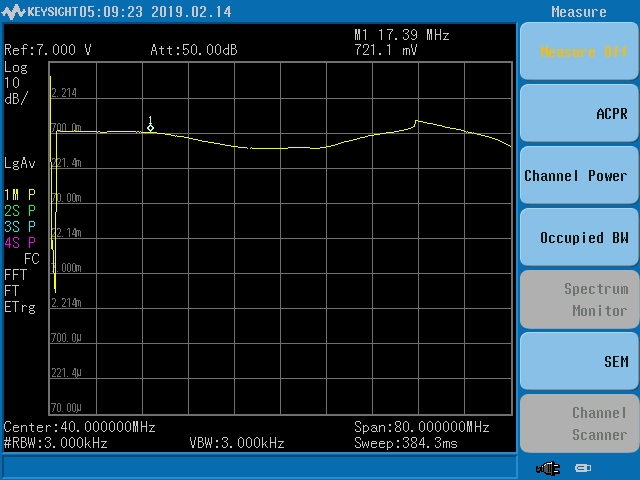 KEYSIGHT 05:09:23 2019.02.14
Measure
M1 17.39 MHz
Ref:7.000 V Att:50.00dB 721.1 mV
Log
10
dB/
LgAv
1M P
2S P
3S P
4S P
FC
FFT
FT
ETrg
2.214
700.0m
221.4m
70.00m
22.14m
7.000m
2.214m
700.0μ
221.4μ
70.00μ
1
Center:40.000000MHz Span:80.000000MHz
#RBW:3.000kHz VBW:3.000kHz Sweep:384.3ms
Measure Off
ACPR
Channel Power
Occupied BW
Spectrum
Monitor
SEM
Channel
Scanner